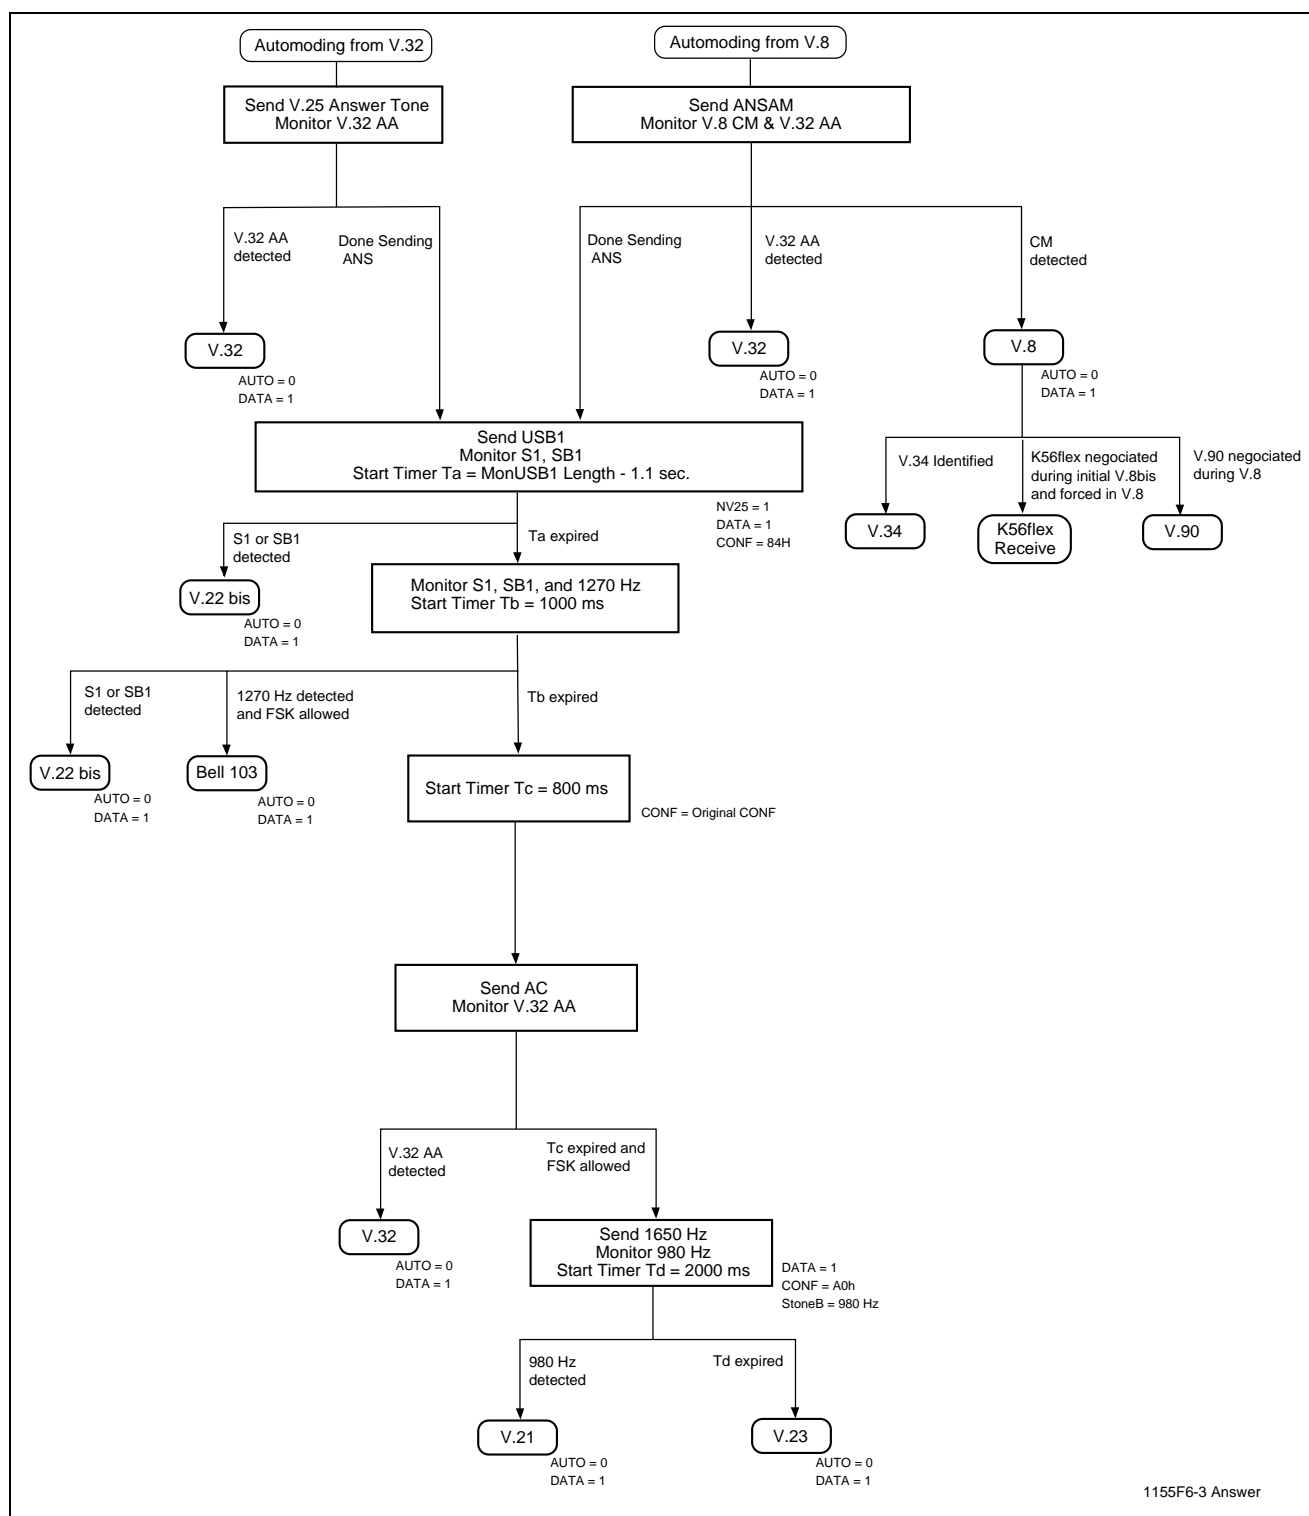 Automoding from V.32
Automoding from V.8
Send V.25 Answer Tone
Monitor V.32 AA
Send ANSAM
Monitor V.8 CM & V.32 AA
V.32 AA
detected
Done Sending
ANS
Done Sending
ANS
V.32 AA
detected
CM
detected
V.32
AUTO = 0
DATA = 1
V.32
AUTO = 0
DATA = 1
V.8
AUTO = 0
DATA = 1
Send USB1
Monitor S1, SB1
Start Timer Ta = MonUSB1 Length - 1.1 sec.
NV25 = 1
DATA = 1
CONF = 84H
V.34 Identified
K56flex negotiated
during initial V.8bis
and forced in V.8
V.90 negotiated
during V.8
V.34
K56flex
Receive
V.90
S1 or SB1
detected
Ta expired
V.22 bis
AUTO = 0
DATA = 1
Monitor S1, SB1, and 1270 Hz
Start Timer Tb = 1000 ms
S1 or SB1
detected
1270 Hz detected
and FSK allowed
Tb expired
V.22 bis
AUTO = 0
DATA = 1
Bell 103
AUTO = 0
DATA = 1
Start Timer Tc = 800 ms
CONF = Original CONF
Send AC
Monitor V.32 AA
V.32 AA
detected
Tc expired and
FSK allowed
V.32
AUTO = 0
DATA = 1
Send 1650 Hz
Monitor 980 Hz
Start Timer Td = 2000 ms
DATA = 1
CONF = A0h
StoneB = 980 Hz
980 Hz
detected
Td expired
V.21
AUTO = 0
DATA = 1
V.23
AUTO = 0
DATA = 1
1155F6-3 Answer